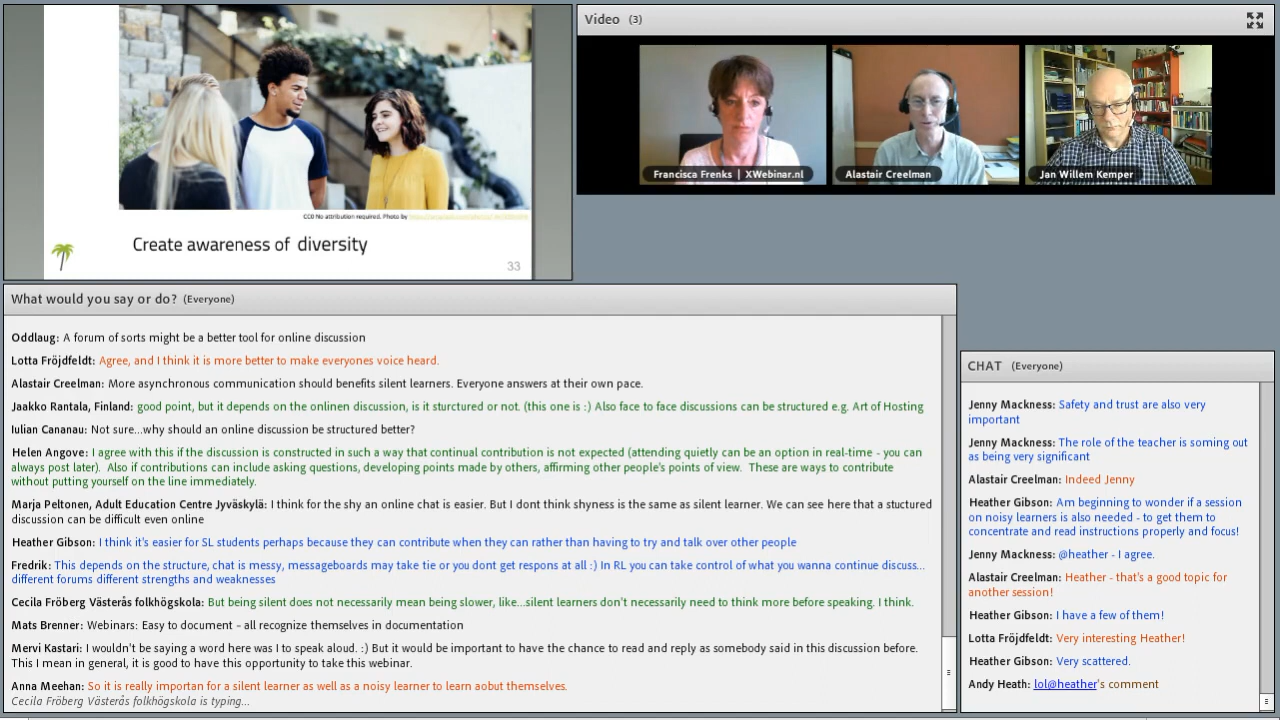 CC0 No attribution required. Photo by
Create awareness of diversity
33
Video (3)
Francisca Frenks | XWebinar.nl
Alastair Creelman
Jan Willem Kemper
What would you say or do? (Everyone)
Oddlaug: A forum of sorts might be a better tool for online discussion
Lotta Fröjdfeldt: Agree, and I think it is more better to make everyones voice heard.
Alastair Creelman: More asynchronous communication should benefits silent learners. Everyone answers at their own pace.
Jaakko Rantala, Finland: good point, but it depends on the onlinen discussion, is it sturctured or not. (this one is :) Also face to face discussions can be structured e.g. Art of Hosting
Iulian Cananau: Not sure...why should an online discussion be structured better?
Helen Angove: I agree with this if the discussion is constructed in such a way that continual contribution is not expected (attending quietly can be an option in real-time - you can
always post later). Also if contributions can include asking questions, developing points made by others, affirming other people's points of view. These are ways to contribute
without putting yourself on the line immediately.
Marja Peltonen, Adult Education Centre Jyväskylä: I think for the shy an online chat is easier. But I dont think shyness is the same as silent learner. We can see here that a stuctured
discussion can be difficult even online
Heather Gibson: I think it's easier for SL students perhaps because they can contribute when they can rather than having to try and talk over other people
Fredrik: This depends on the structure, chat is messy, messageboards may take tie or you dont get respons at all :) In RL you can take control of what you wanna continue discuss...
different forums different strengths and weaknesses
Cecila Fröberg Västerås folkhögskola: But being silent does not necessarily mean being slower, like...silent learners don't necessarily need to think more before speaking. I think.
Mats Brenner: Webinars: Easy to document - all recognize themselves in documentation
Mervi Kastari: I wouldn't be saying a word here was I to speak aloud. :) But it would be important to have the chance to read and reply as somebody said in this discussion before.
This I mean in general, it is good to have this opportunity to take this webinar.
Anna Meehan: So it is really importan for a silent learner as well as a noisy learner to learn aobut themselves.
Cecila Fröberg Västerås folkhögskola is typing...
CHAT (Everyone)
Jenny Mackness: Safety and trust are also very
important
Jenny Mackness: The role of the teacher is soming out
as being very significant
Alastair Creelman: Indeed Jenny
Heather Gibson: Am beginning to wonder if a session
on noisy learners is also needed - to get them to
concentrate and read instructions properly and focus!
Jenny Mackness: @heather - I agree.
Alastair Creelman: Heather - that's a good topic for
another session!
Heather Gibson: I have a few of them!
Lotta Fröjdfeldt: Very interesting Heather!
Heather Gibson: Very scattered.
Andy Heath: lol@heather's comment